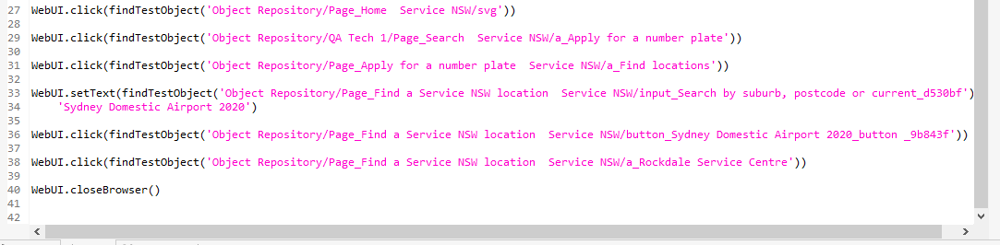 27 WebUI.click(findTestObject('Object Repository/Page_Home  Service NSW/svg'))
28
29 WebUI.click(findTestObject('Object Repository/QA Tech 1/Page_Search  Service NSW/a_Apply for a number plate'))
30
31 WebUI.click(findTestObject('Object Repository/Page_Apply for a number plate  Service NSW/a_Find locations'))
32
33 WebUI.setText(findTestObject('Object Repository/Page_Find a Service NSW location  Service NSW/input_Search by suburb, postcode or current_d530bf')
34     'Sydney Domestic Airport 2020')
35
36 WebUI.click(findTestObject('Object Repository/Page_Find a Service NSW location  Service NSW/button_Sydney Domestic Airport 2020_button _9b843f'))
37
38 WebUI.click(findTestObject('Object Repository/Page_Find a Service NSW location  Service NSW/a_Rockdale Service Centre'))
39
40 WebUI.closeBrowser()
41
42